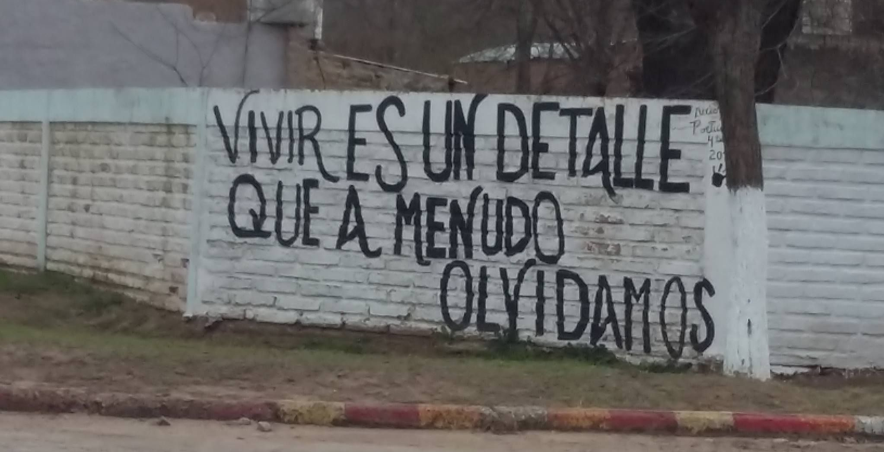 VIVIR ES UN DETALLE
QUE A MENUDO
OLVIDAMOS